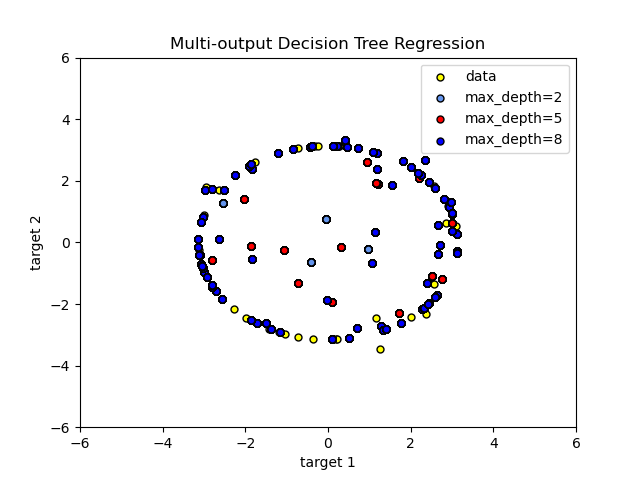 Multi-output Decision Tree Regression
data
max_depth=2
max_depth=5
max_depth=8
6
4
2
0
−2
−4
−6
target 2
−6
−4
−2
0
2
4
6
target 1